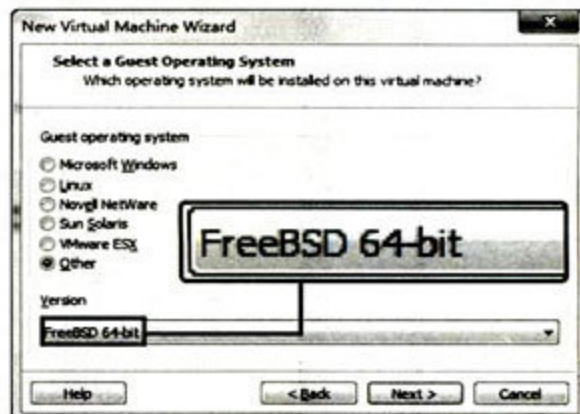 New Virtual Machine Wizard
Select a Guest Operating System
Which operating system will be installed on this virtual machine?
Guest operating system
Microsoft Windows
Linux
Novell NetWare
Sun Solaris
VMware ESX
Other
FreeBSD 64-bit
Version
FreeBSD 64-bit
Help
< Back
Next >
Cancel